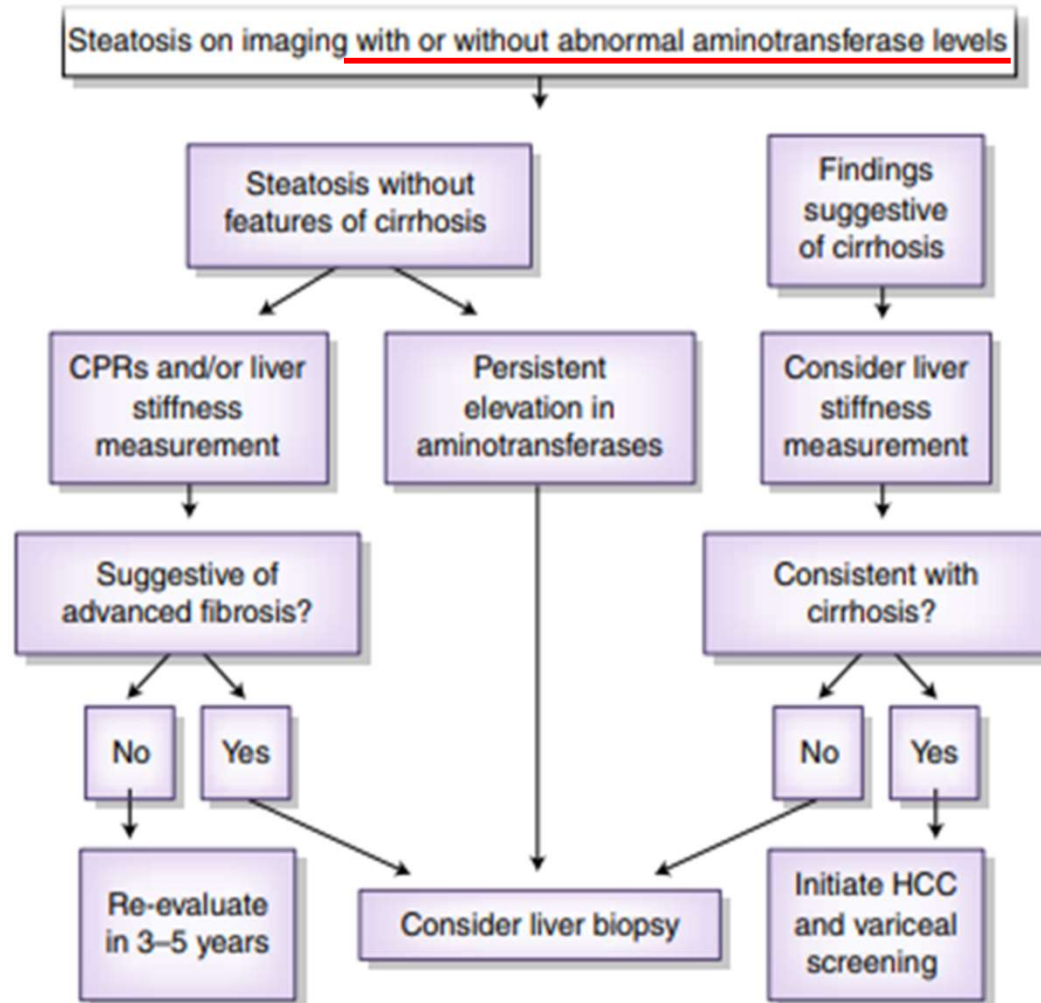 Steatosis on imaging with or without abnormal aminotransferase levels
Steatosis without
features of cirrhosis
Findings
suggestive
of cirrhosis
CPRs and/or liver
stiffness
measurement
Persistent
elevation in
aminotransferases
Consider liver
stiffness
measurement
Suggestive of
advanced fibrosis?
Consistent with
cirrhosis?
No
Yes
No
Yes
Re-evaluate
in 3–5 years
Consider liver biopsy
Initiate HCC
and variceal
screening